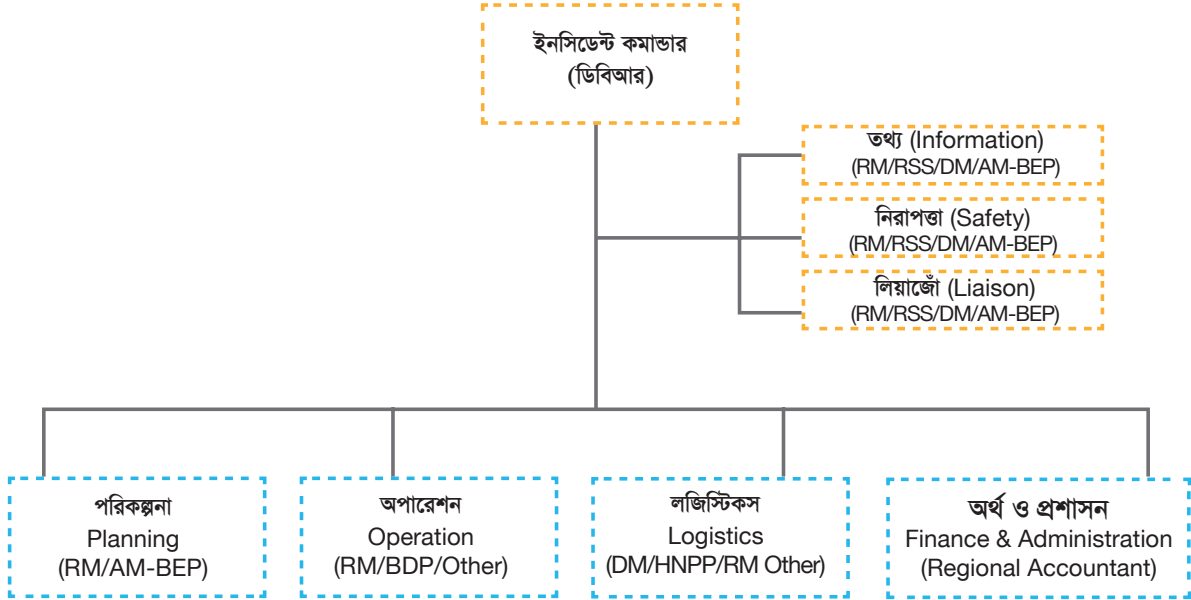 ইনসিডেন্ট কমান্ডার
(ডিবিআর)
তথ্য (Information)
(RM/RSS/DM/AM-BEP)
নিরাপত্তা (Safety)
(RM/RSS/DM/AM-BEP)
লিয়াজোঁ (Liaison)
(RM/RSS/DM/AM-BEP)
পরিকল্পনা
Planning
(RM/AM-BEP)
অপারেশন
Operation
(RM/BDP/Other)
লজিস্টিকস
Logistics
(DM/HNPP/RM Other)
অর্থ ও প্রশাসন
Finance & Administration
(Regional Accountant)